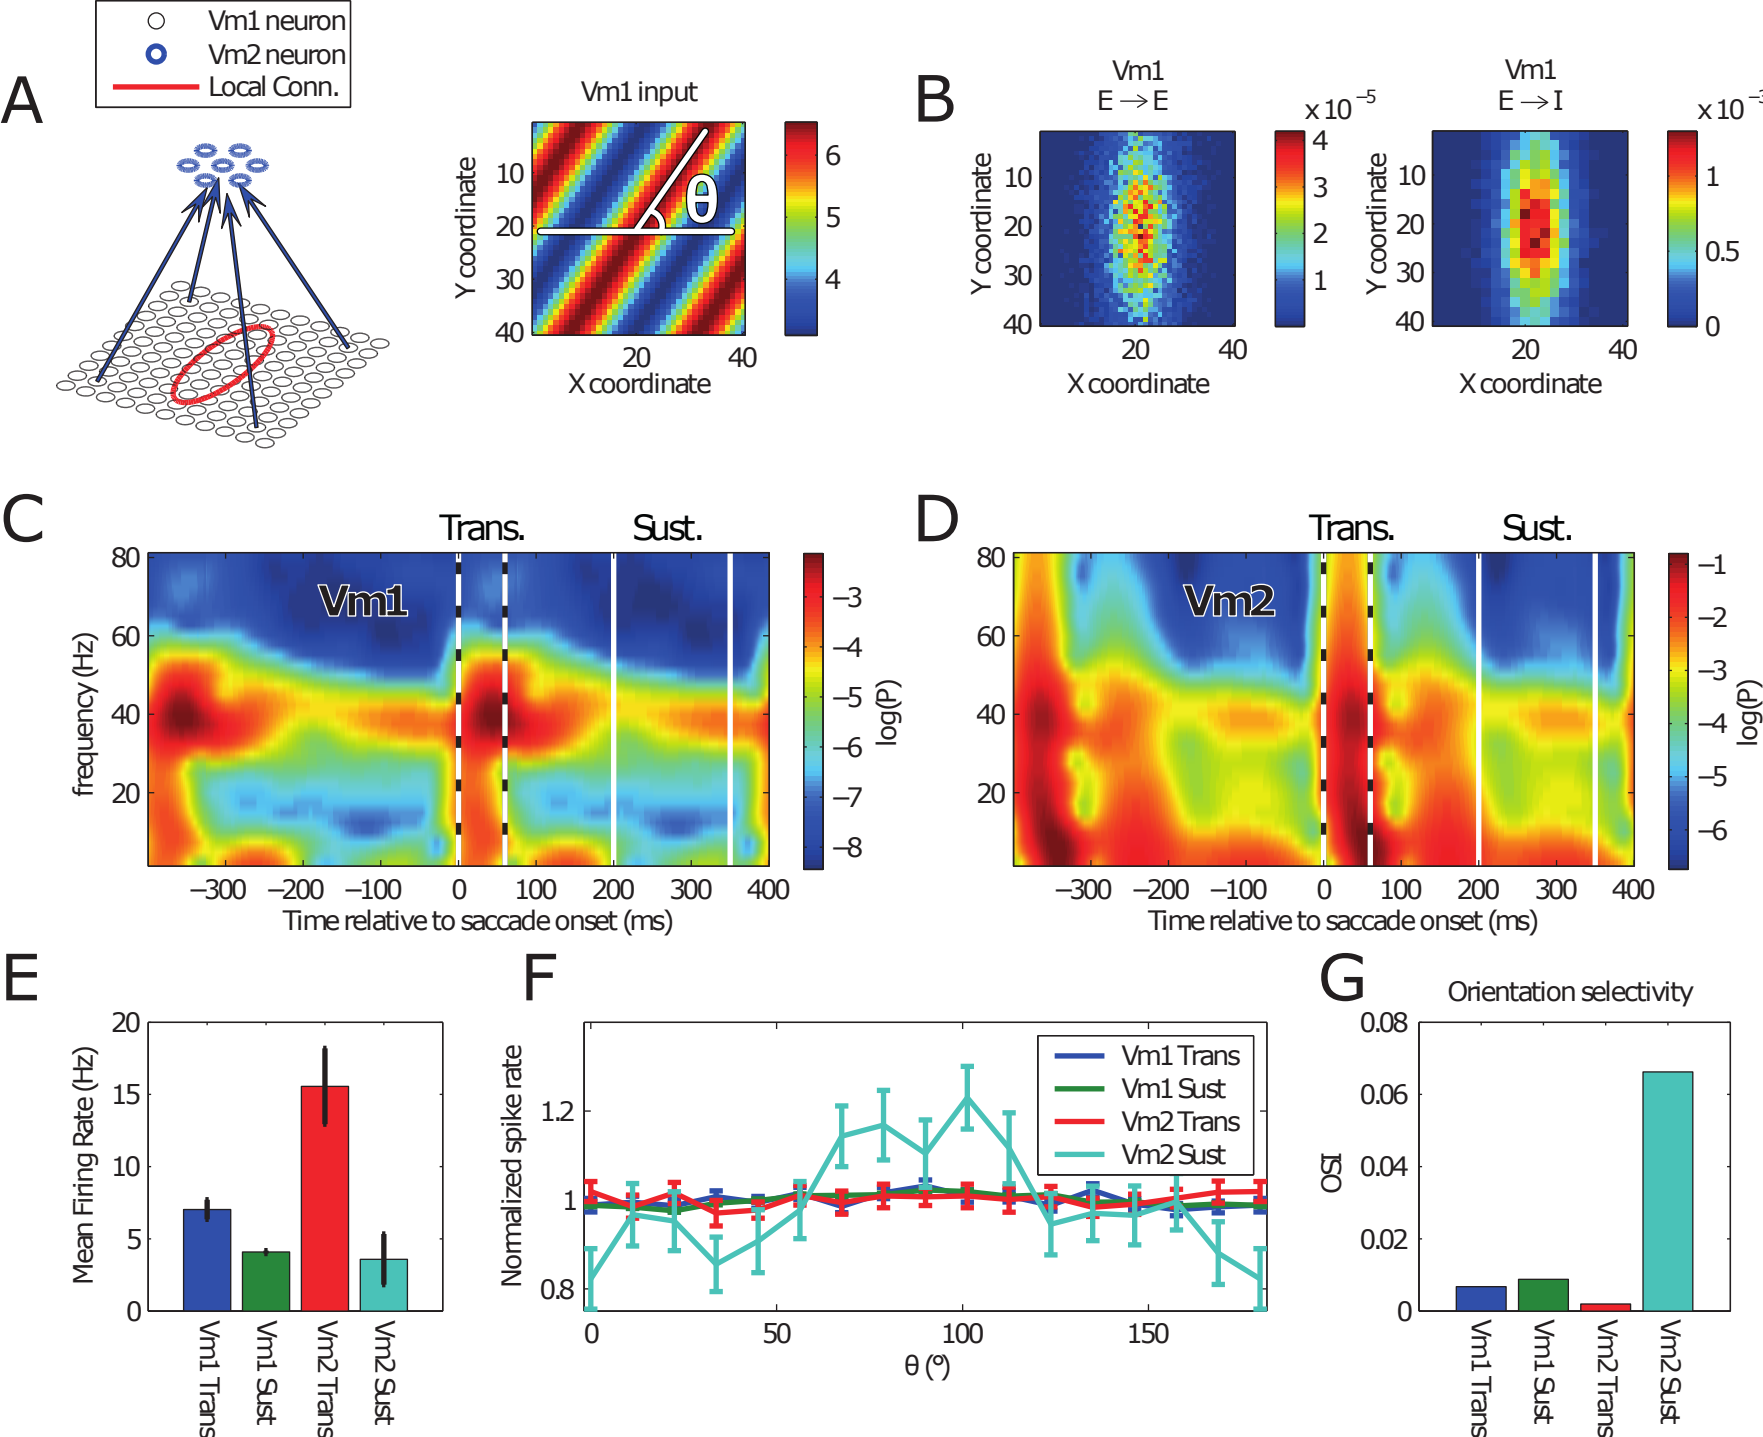 Vm1 neuron
Vm2 neuron
Local Conn.
A
Vm1 input
Y coordinate
10
20
30
40
θ
20
40
X coordinate
6
5
4
B
Vm1
E → E
x 10⁻⁵
Y coordinate
10
20
30
40
20
40
X coordinate
4
3
2
1
Vm1
E → I
x 10⁻
Y coordinate
10
20
30
40
20
40
X coordinate
1
0.5
0
C
Trans.
Sust.
Vm1
frequency (Hz)
80
60
40
20
−300 −200 −100 0 100 200 300 400
Time relative to saccade onset (ms)
−3
−4
−5
−6
−7
−8
log(P)
D
Trans.
Sust.
Vm2
80
60
40
20
−300 −200 −100 0 100 200 300 400
Time relative to saccade onset (ms)
−1
−2
−3
−4
−5
−6
log(P)
E
Mean Firing Rate (Hz)
20
15
10
5
0
Vm1 Trans
Vm1 Sust
Vm2 Trans
Vm2 Sust
F
Normalized spike rate
1.2
1
0.8
0 50 100 150
θ (°)
Vm1 Trans
Vm1 Sust
Vm2 Trans
Vm2 Sust
G
Orientation selectivity
OSI
0.08
0.06
0.04
0.02
0
Vm1 Trans
Vm1 Sust
Vm2 Trans
Vm2 Sust